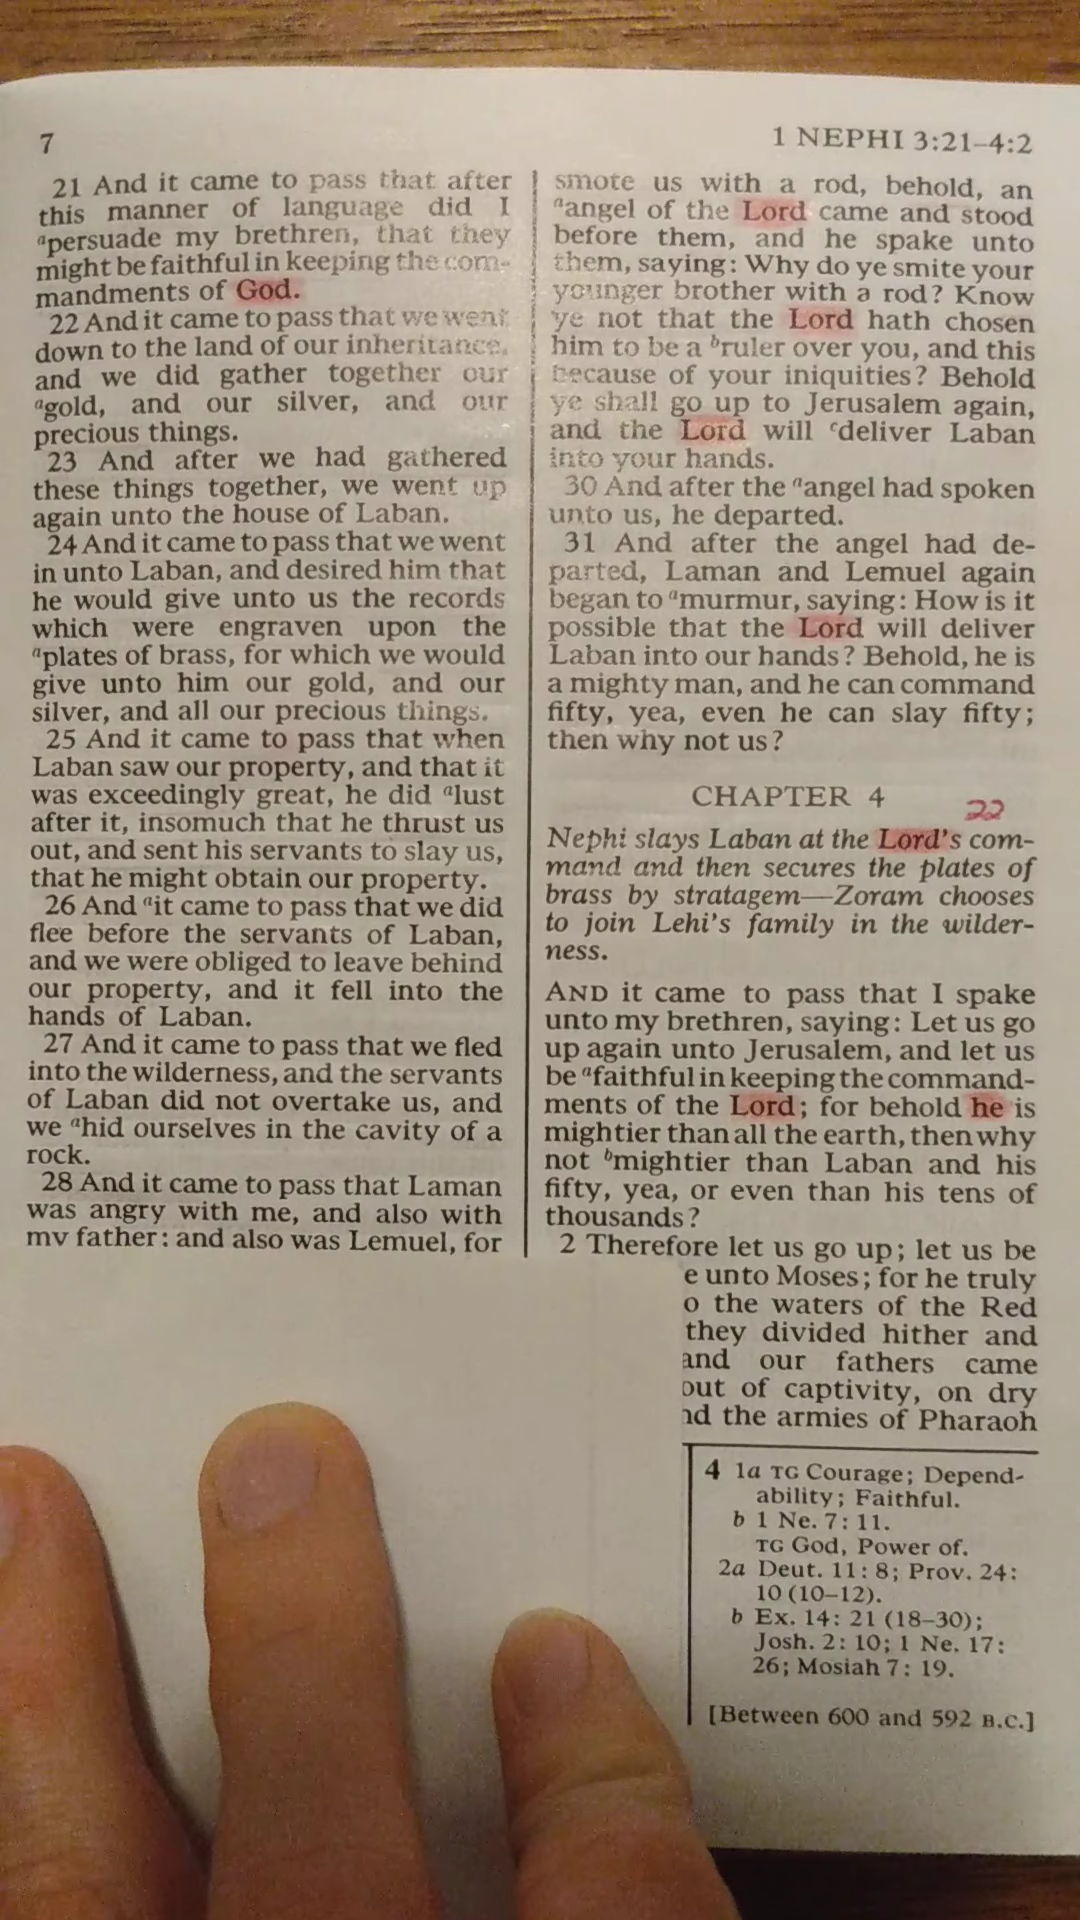 7
1 NEPHI 3:21–4:2
21 And it came to pass that after
this manner of language did I
ᵃpersuade my brethren, that they
might be faithful in keeping the com-
mandments of God.
22 And it came to pass that we went
down to the land of our inheritance,
and we did gather together our
ᵃgold, and our silver, and our
precious things.
23 And after we had gathered
these things together, we went up
again unto the house of Laban.
24 And it came to pass that we went
in unto Laban, and desired him that
he would give unto us the records
which were engraven upon the
ᵃplates of brass, for which we would
give unto him our gold, and our
silver, and all our precious things.
25 And it came to pass that when
Laban saw our property, and that it
was exceedingly great, he did ᵃlust
after it, insomuch that he thrust us
out, and sent his servants to slay us,
that he might obtain our property.
26 And ᵃit came to pass that we did
flee before the servants of Laban,
and we were obliged to leave behind
our property, and it fell into the
hands of Laban.
27 And it came to pass that we fled
into the wilderness, and the servants
of Laban did not overtake us, and
we ᵃhid ourselves in the cavity of a
rock.
28 And it came to pass that Laman
was angry with me, and also with
my father: and also was Lemuel, for
smote us with a rod, behold, an
ᵃangel of the Lord came and stood
before them, and he spake unto
them, saying: Why do ye smite your
younger brother with a rod? Know
ye not that the Lord hath chosen
him to be a ᵇruler over you, and this
because of your iniquities? Behold
ye shall go up to Jerusalem again,
and the Lord will ᶜdeliver Laban
into your hands.
30 And after the ᵃangel had spoken
unto us, he departed.
31 And after the angel had de-
parted, Laman and Lemuel again
began to ᵃmurmur, saying: How is it
possible that the Lord will deliver
Laban into our hands? Behold, he is
a mighty man, and he can command
fifty, yea, even he can slay fifty;
then why not us?
CHAPTER 4
22
Nephi slays Laban at the Lord's com-
mand and then secures the plates of
brass by stratagem—Zoram chooses
to join Lehi's family in the wilder-
ness.
AND it came to pass that I spake
unto my brethren, saying: Let us go
up again unto Jerusalem, and let us
be ᵃfaithful in keeping the command-
ments of the Lord; for behold he is
mightier than all the earth, then why
not ᵇmightier than Laban and his
fifty, yea, or even than his tens of
thousands?
2 Therefore let us go up; let us be
e unto Moses; for he truly
o the waters of the Red
they divided hither and
and our fathers came
out of captivity, on dry
nd the armies of Pharaoh
4 1a TG Courage; Depend-
ability; Faithful.
b 1 Ne. 7: 11.
TG God, Power of.
2a Deut. 11: 8; Prov. 24:
10 (10–12).
b Ex. 14: 21 (18–30);
Josh. 2: 10; 1 Ne. 17:
26; Mosiah 7: 19.
[Between 600 and 592 B.C.]